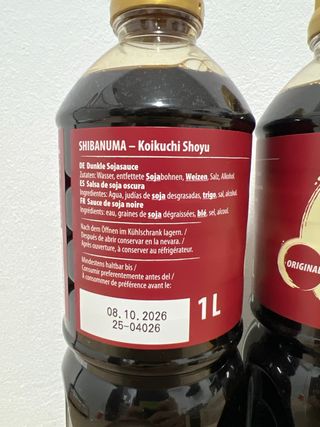 SHIBANUMA – Koikuchi Shoyu
DE Dunkle Sojasauce
Zutaten: Wasser, entfettete Sojabohnen, Weizen, Salz, Alkohol.
ES Salsa de soja oscura
Ingredientes: Agua, judías de soja desgrasadas, trigo, sal, alcohol.
FR Sauce de soja noire
Ingrédients: eau, graines de soja dégraissées, blé, sel, alcool.
Nach dem Öffnen im Kühlschrank lagern. /
Después de abrir conservar en la nevara. /
Après ouverture, à conserver au réfrigérateur.
Mindestens haltbar bis /
Consumir preferentemente antes del /
À consommer de préférence avant le:
08.10.2026
25-04026
1L
ORIGINAL